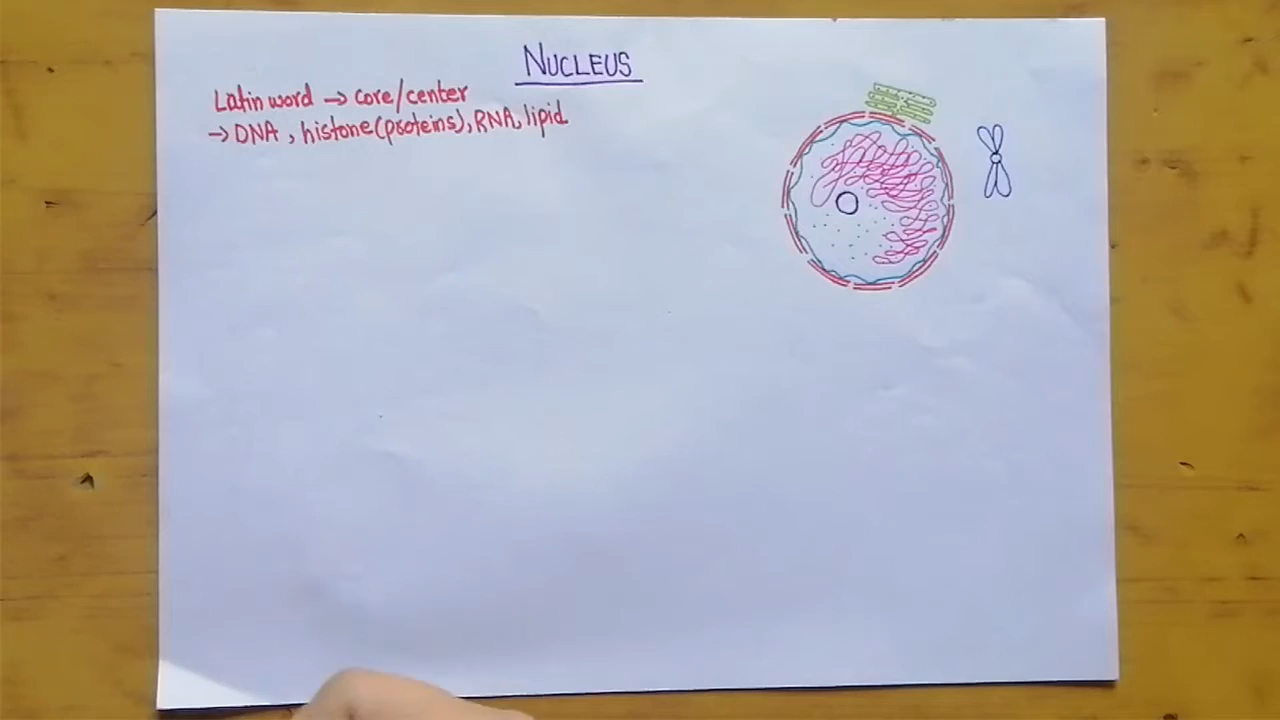 NUCLEUS
Latin word → core/center
→ DNA, histone(proteins), RNA, lipid